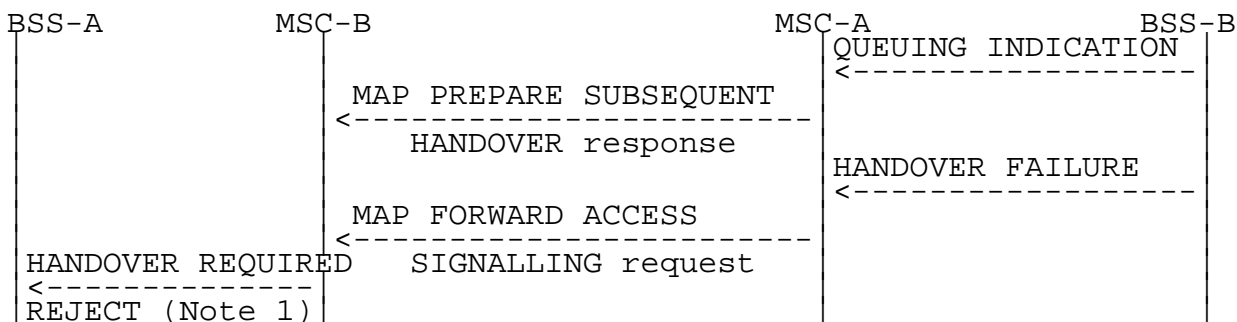 BSS-A MSC-B MSC-A BSS-B
QUEUING INDICATION
<------------------
MAP PREPARE SUBSEQUENT
<------------------------
HANDOVER response
HANDOVER FAILURE
<------------------
MAP FORWARD ACCESS
<------------------------
HANDOVER REQUIRED SIGNALLING request
<--------------
REJECT (Note 1)